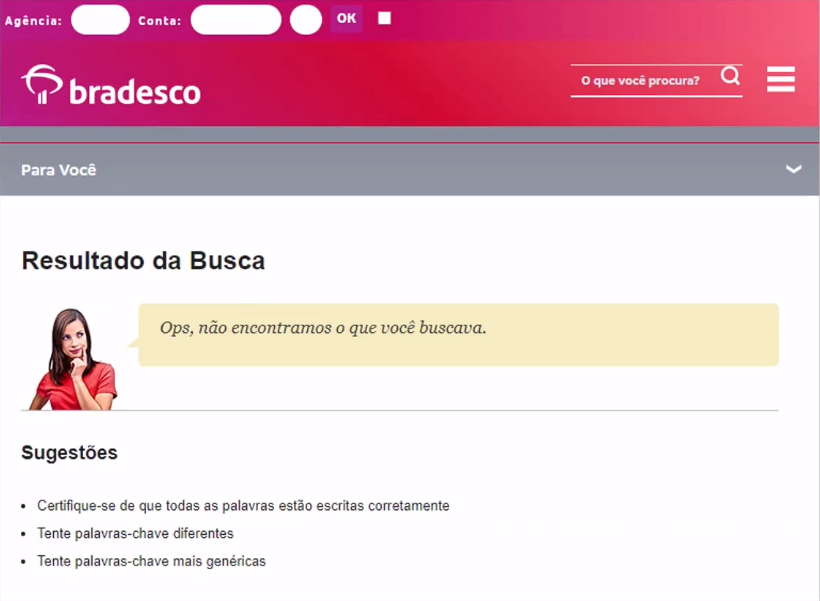 Agência: Conta: OK
bradesco
O que você procura?
Para Você
Resultado da Busca
Ops, não encontramos o que você buscava.
Sugestões
Certifique-se de que todas as palavras estão escritas corretamente
Tente palavras-chave diferentes
Tente palavras-chave mais genéricas